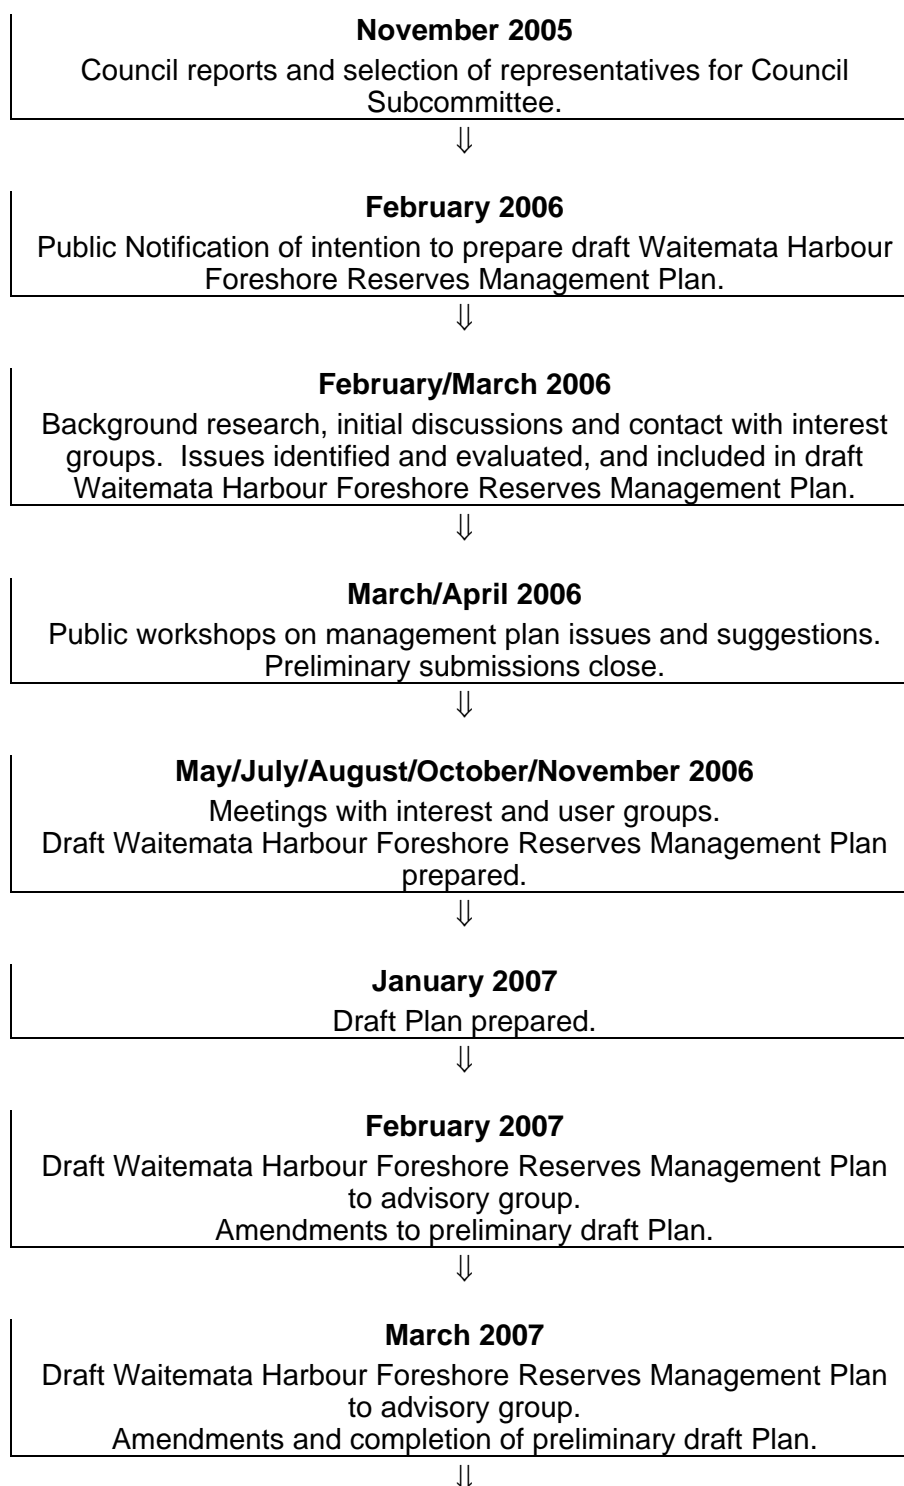 November 2005
Council reports and selection of representatives for Council
Subcommittee.
⇓
February 2006
Public Notification of intention to prepare draft Waitemata Harbour
Foreshore Reserves Management Plan.
⇓
February/March 2006
Background research, initial discussions and contact with interest
groups.  Issues identified and evaluated, and included in draft
Waitemata Harbour Foreshore Reserves Management Plan.
⇓
March/April 2006
Public workshops on management plan issues and suggestions.
Preliminary submissions close.
⇓
May/July/August/October/November 2006
Meetings with interest and user groups.
Draft Waitemata Harbour Foreshore Reserves Management Plan
prepared.
⇓
January 2007
Draft Plan prepared.
⇓
February 2007
Draft Waitemata Harbour Foreshore Reserves Management Plan
to advisory group.
Amendments to preliminary draft Plan.
⇓
March 2007
Draft Waitemata Harbour Foreshore Reserves Management Plan
to advisory group.
Amendments and completion of preliminary draft Plan.
⇓